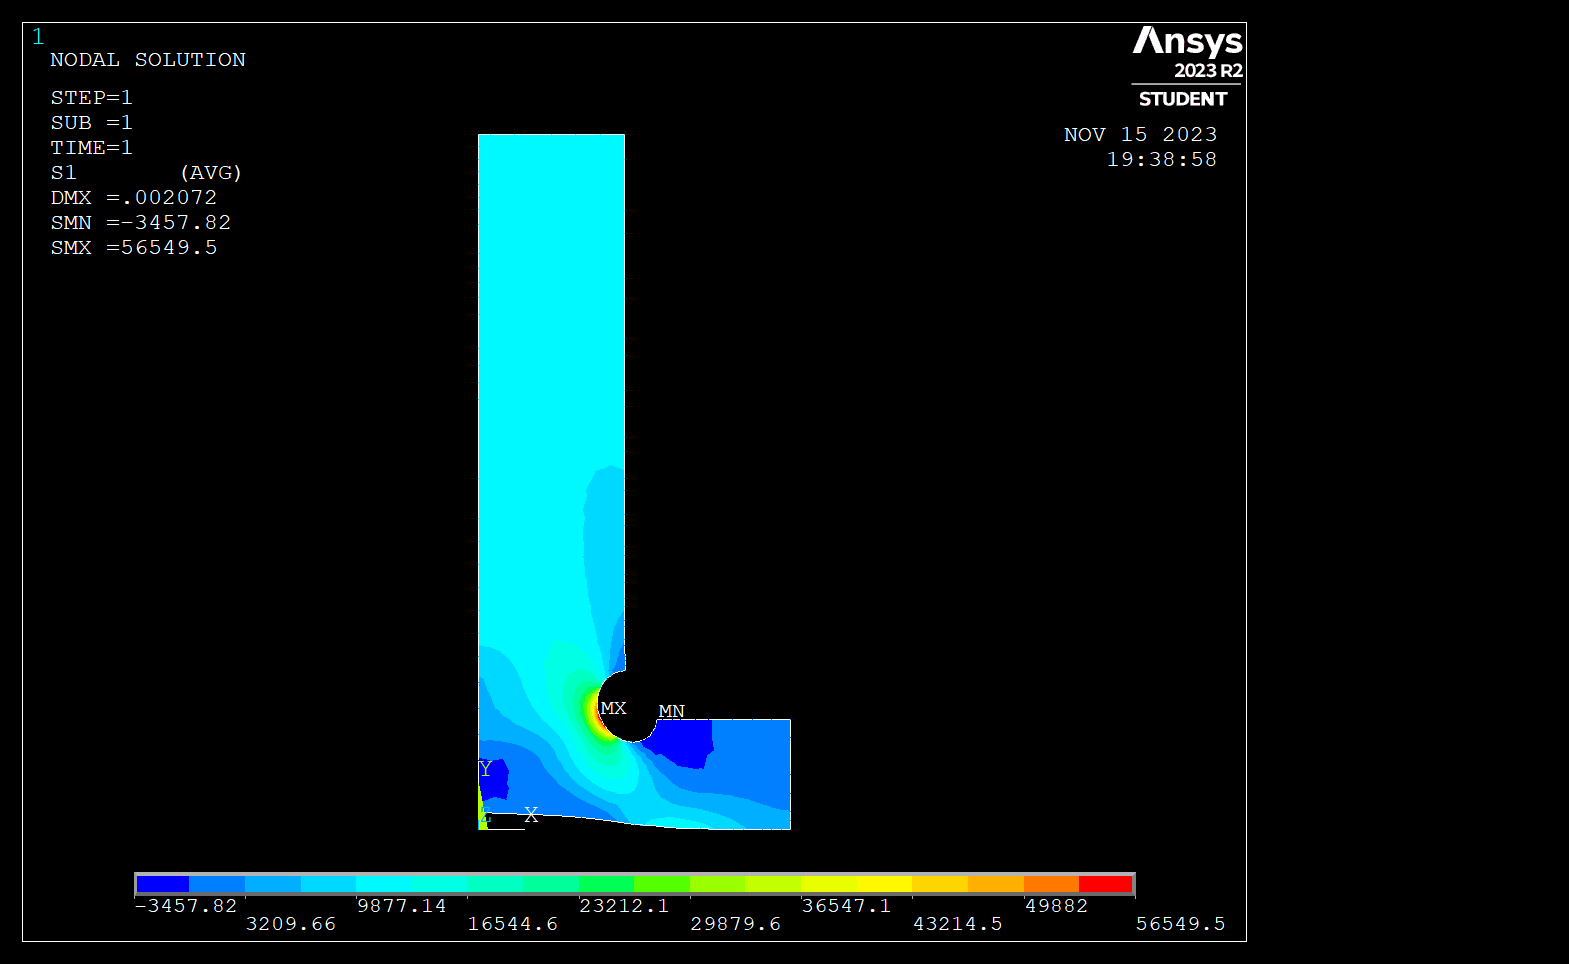 1
NODAL SOLUTION
STEP=1
SUB =1
TIME=1
S1 (AVG)
DMX =.002072
SMN =-3457.82
SMX =56549.5
Ansys
2023 R2
STUDENT
NOV 15 2023
19:38:58
MX
MN
Y
Z X
-3457.82 9877.14 23212.1 36547.1 49882
3209.66 16544.6 29879.6 43214.5 56549.5